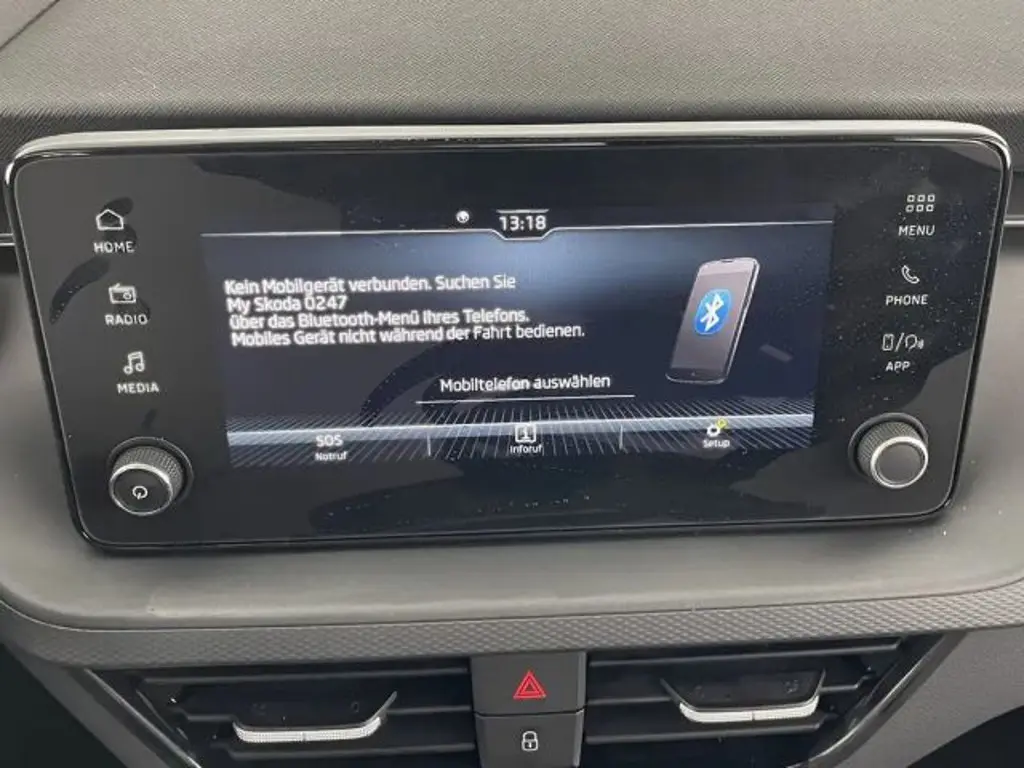 13:18
HOME
RADIO
MEDIA
Kein Mobilgerät verbunden. Suchen Sie
My Skoda 0247
über das Bluetooth-Menü Ihres Telefons.
Mobiles Gerät nicht während der Fahrt bedienen.
Mobiltelefon auswählen
SOS
Notruf
i
Inforuf
Setup
MENU
PHONE
APP